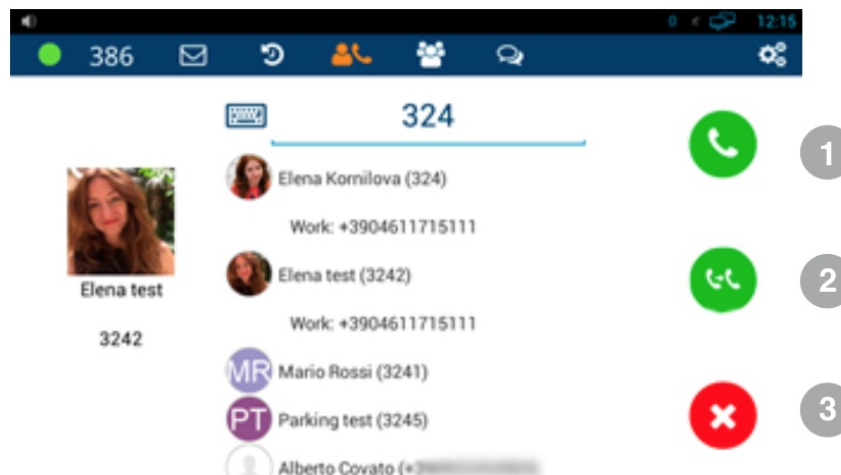 0 12:15
386
324
1
Elena Kornilova (324)
Work: +3904611715111
Elena test (3242)
2
Elena test
Work: +3904611715111
3242
MR Mario Rossi (3241)
PT Parking test (3245)
3
Alberto Covato (+